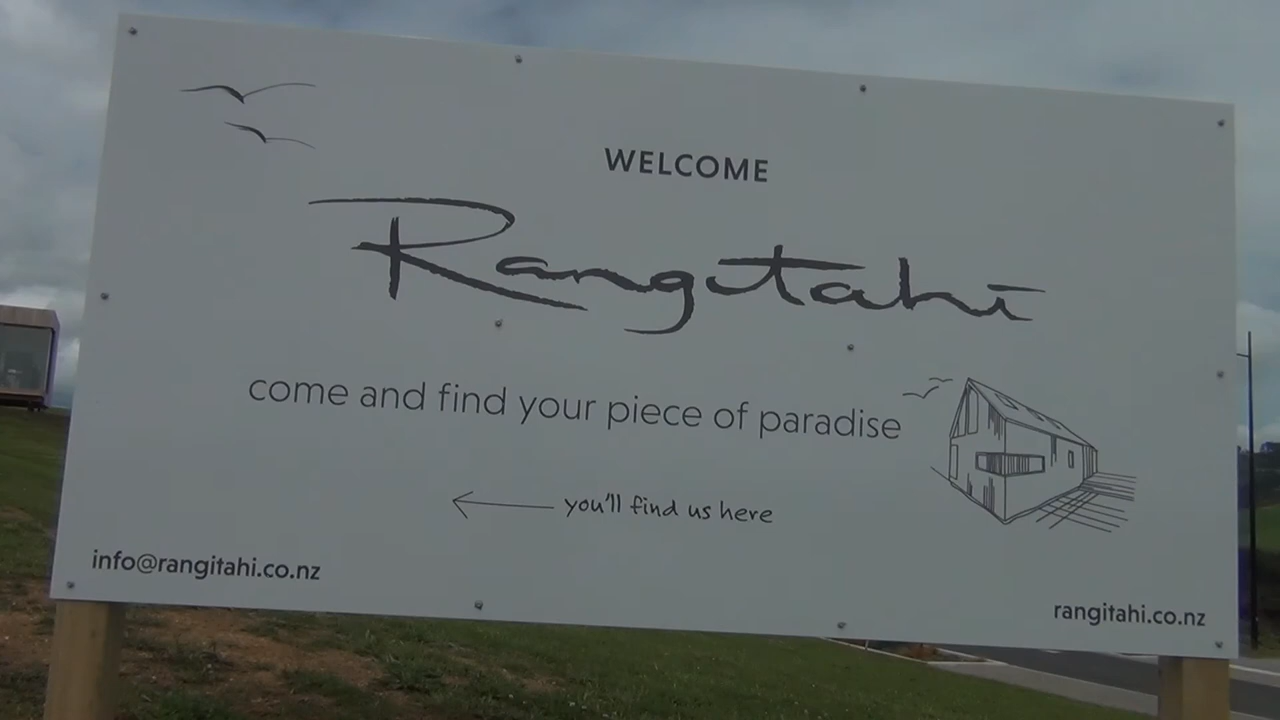 WELCOME
Rangitahi
come and find your piece of paradise
you'll find us here
info@rangitahi.co.nz
rangitahi.co.nz